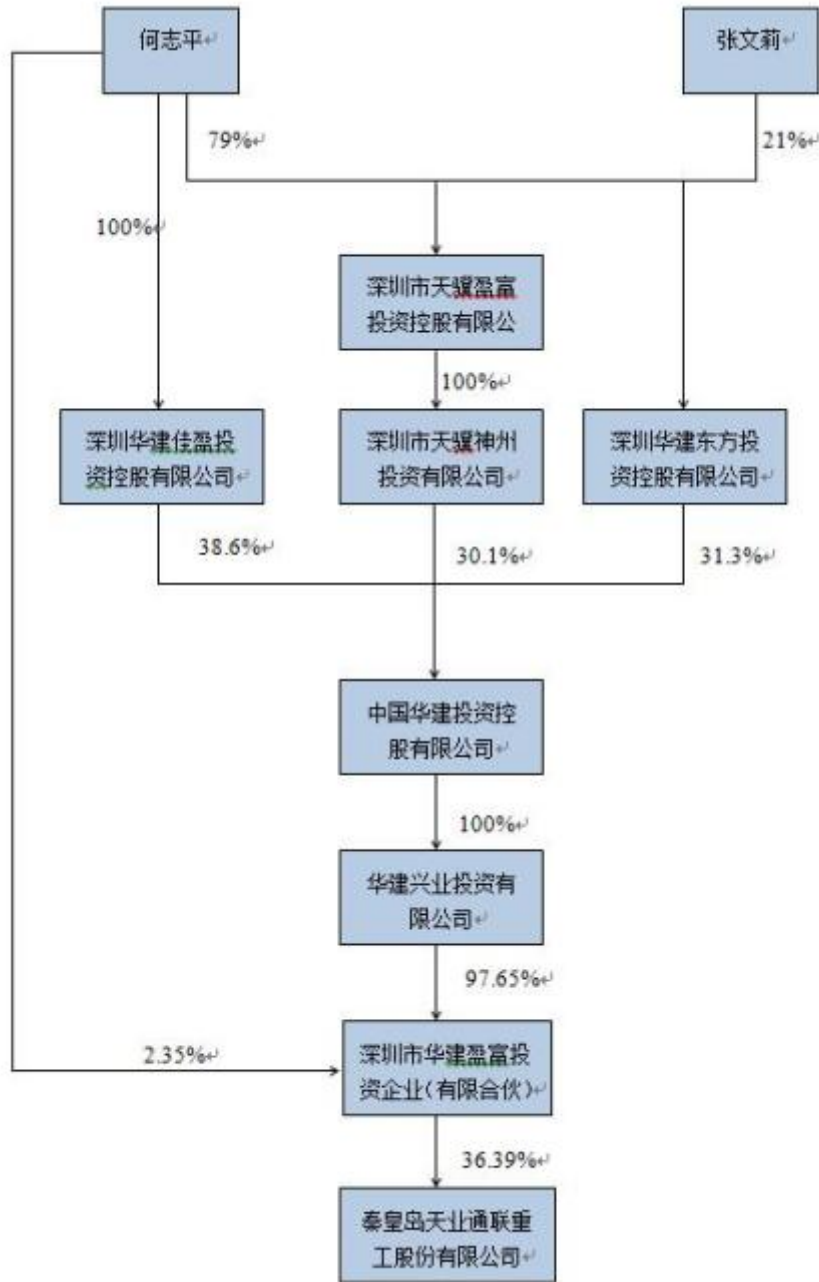 何志平↵
张文莉↵
79%↵
21%↵
100%↵
深圳市天骥盈富
投资控股有限公
100%↵
深圳华建佳盈投
资控股有限公司↵
深圳市天骥神州
投资有限公司↵
深圳华建东方投
资控股有限公司↵
38.6%↵
30.1%↵
31.3%↵
中国华建投资控
股有限公司↵
100%↵
华建兴业投资有
限公司↵
97.65%↵
2.35%↵
深圳市华建盈富投
资企业(有限合伙)↵
36.39%↵
秦皇岛天业通联重
工股份有限公司↵